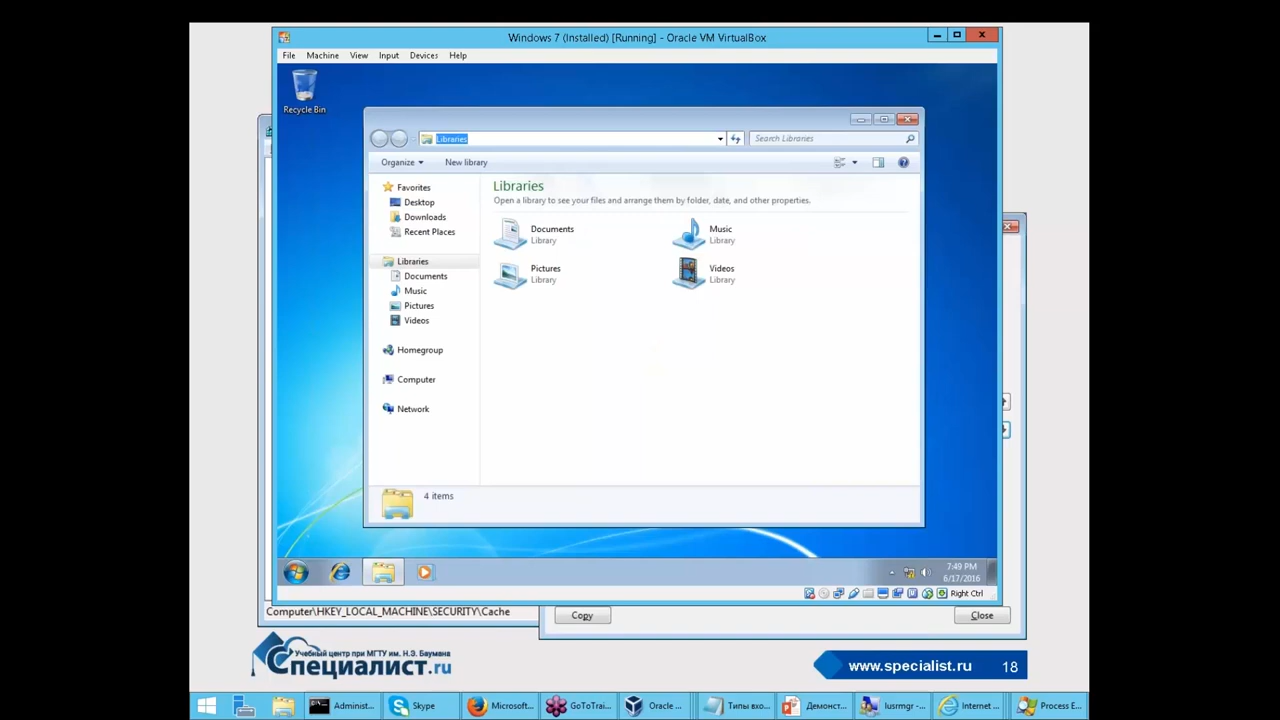 Windows 7 (Installed) [Running] - Oracle VM VirtualBox
File Machine View Input Devices Help
Recycle Bin
Libraries
Search Libraries
Organize New library
Favorites
Desktop
Downloads
Recent Places
Libraries
Documents
Music
Pictures
Videos
Homegroup
Computer
Network
Libraries
Open a library to see your files and arrange them by folder, date, and other properties.
Documents
Library
Music
Library
Pictures
Library
Videos
Library
4 items
7:49 PM
6/17/2016
Right Ctrl
Computer\HKEY_LOCAL_MACHINE\SECURITY\Cache
Copy
Close
Учебный центр при МГТУ им. Н.Э. Баумана
Специалист.ru
www.specialist.ru 18
Administ...
Skype
Microsoft...
GoToTrai...
Oracle ...
Типы вхо...
Демонст...
lusrmgr -...
Internet ...
Process E...